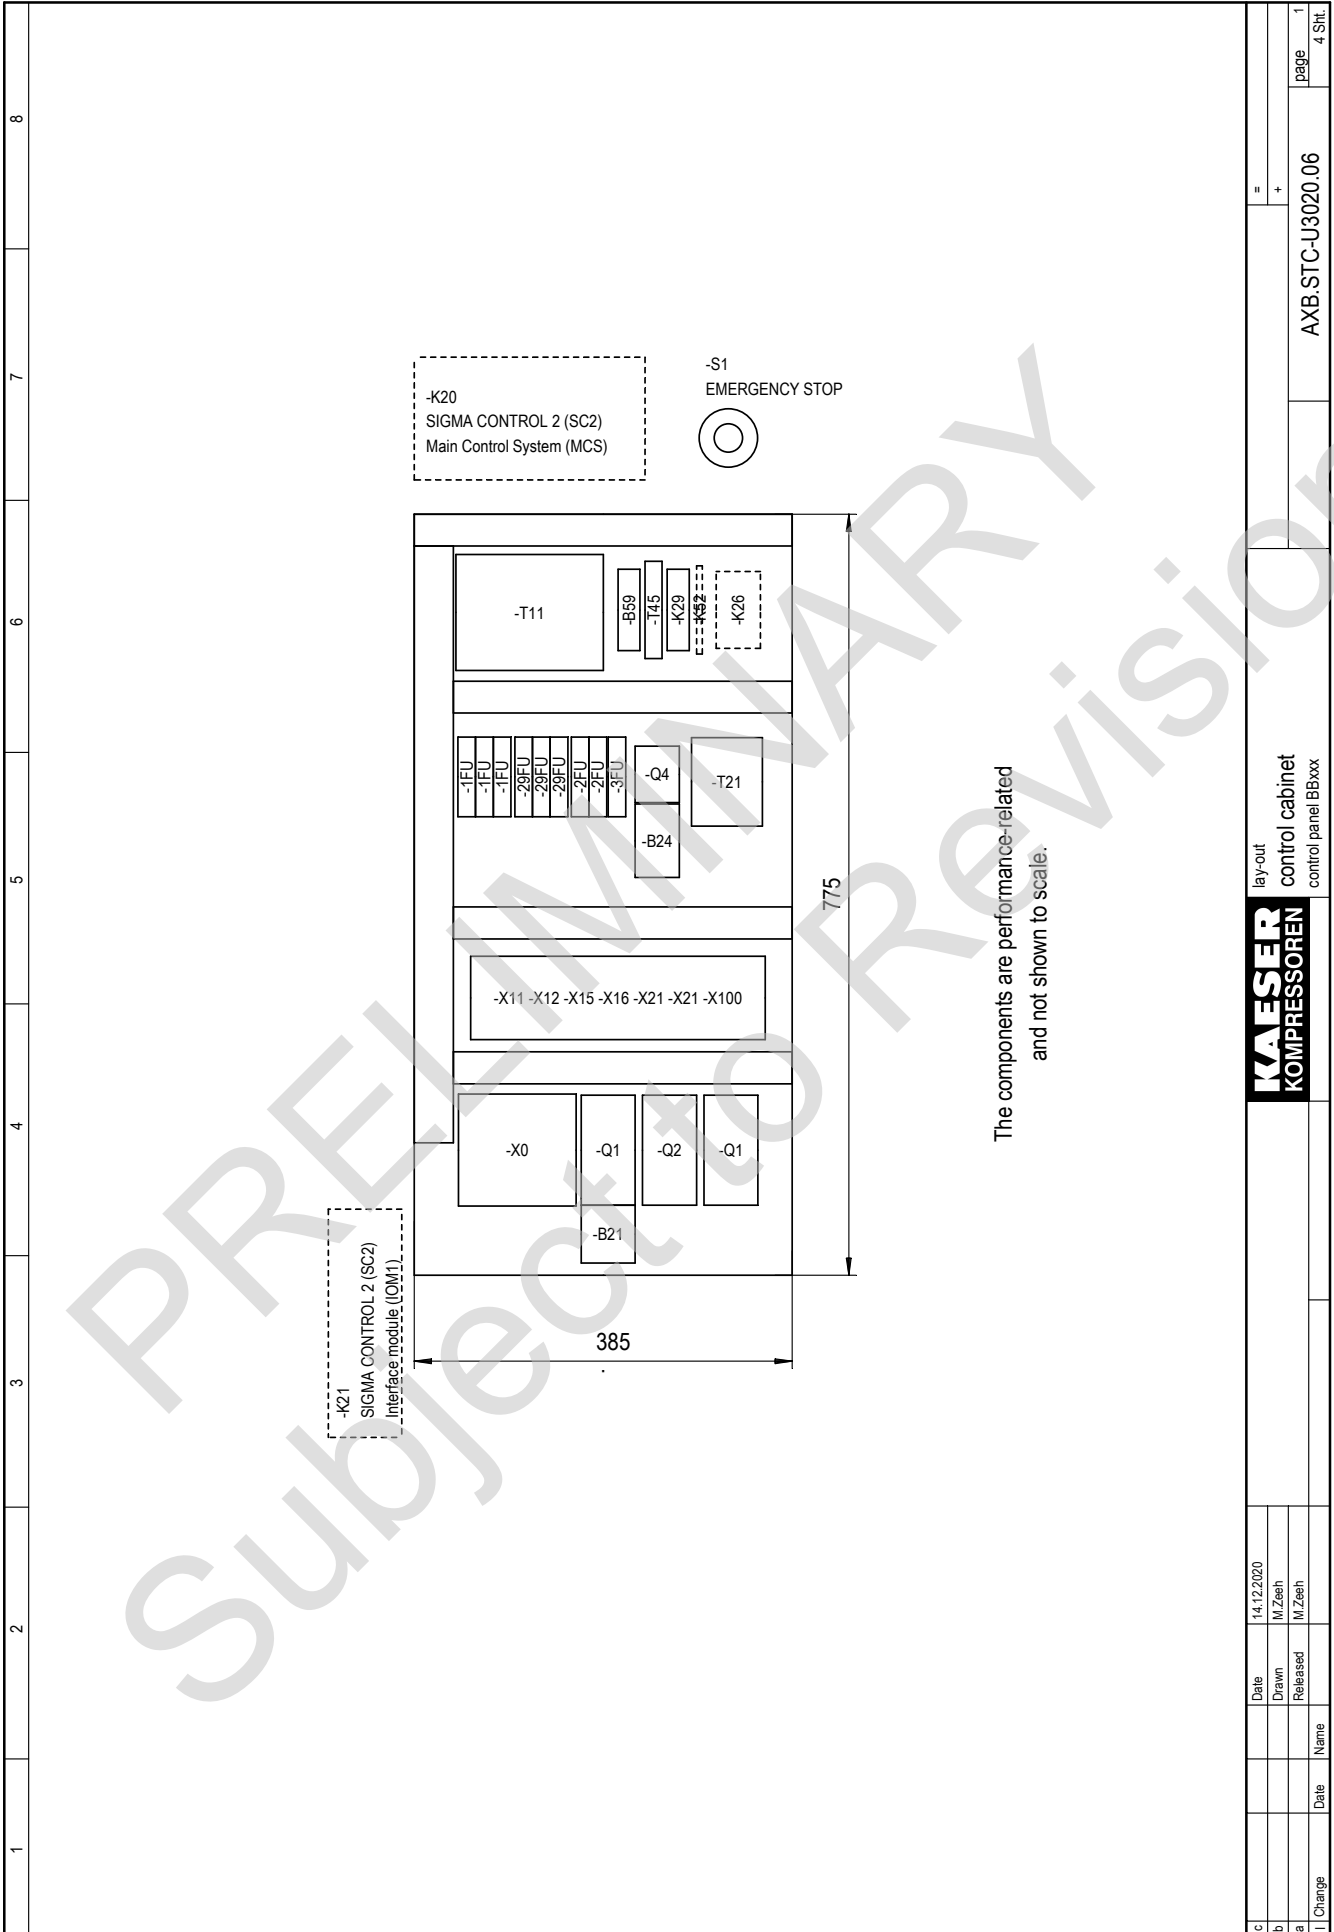 8
7
6
5
4
3
2
1
-K20
SIGMA CONTROL 2 (SC2)
Main Control System (MCS)
-S1
EMERGENCY STOP
-T11
-B59
-T45
-K29
-K52
-K26
-1FU
-1FU
-1FU
-29FU
-29FU
-29FU
-2FU
-2FU
-3FU
-Q4
-B24
-T21
-X11 -X12 -X15 -X16 -X21 -X21 -X100
-X0
-Q1
-Q2
-Q1
-B21
-K21
SIGMA CONTROL 2 (SC2)
Interface module (IOM1)
775
385
The components are performance-related
and not shown to scale.
PRELIMINARY
Subject to Revision
c
b
a
Change
Date
Name
Date
14.12.2020
Drawn
M.Zeeh
Released
M.Zeeh
KAESER
KOMPRESSOREN
lay-out
control cabinet
control panel BBxxx
=
+
AXB.STC-U3020.06
page 1
4 Sht.